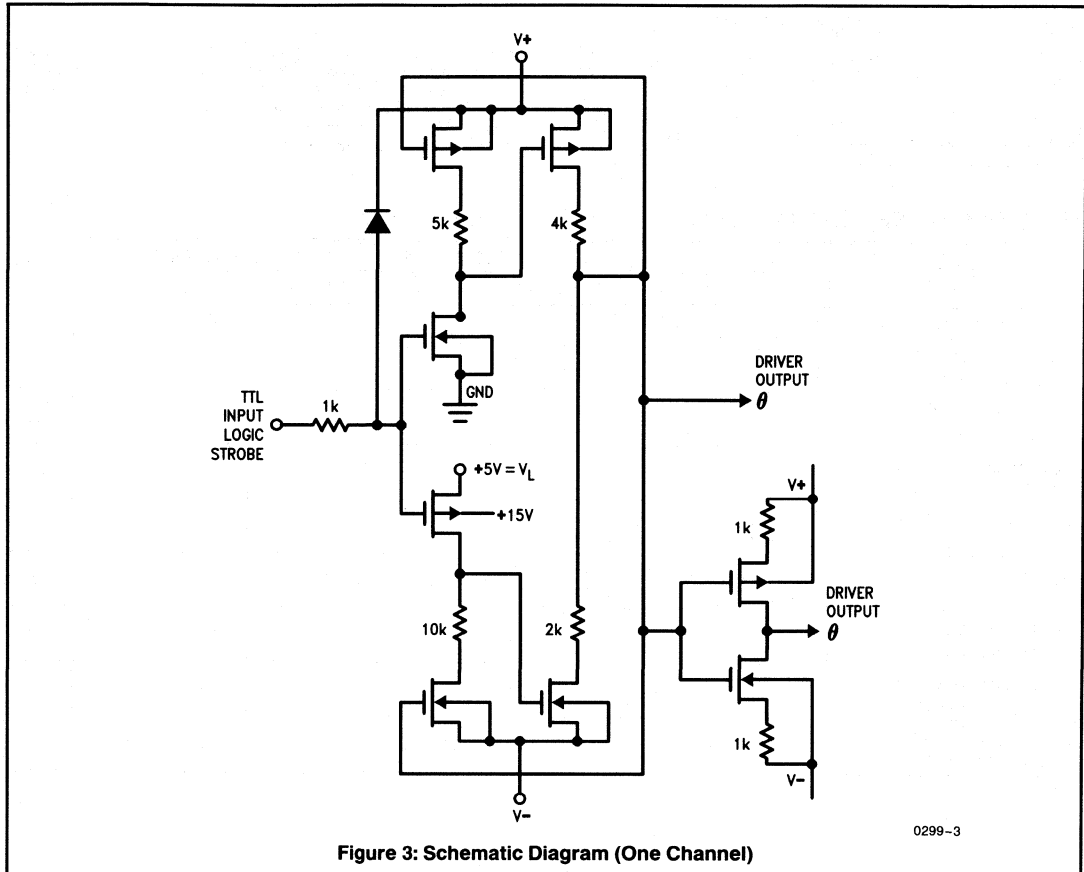 V+
5k
4k
GND
TTL
INPUT
LOGIC
STROBE
1k
DRIVER
OUTPUT
θ
+5V = V_L
+15V
V+
1k
10k
2k
DRIVER
OUTPUT
θ
1k
V−
V−
0299–3
Figure 3: Schematic Diagram (One Channel)